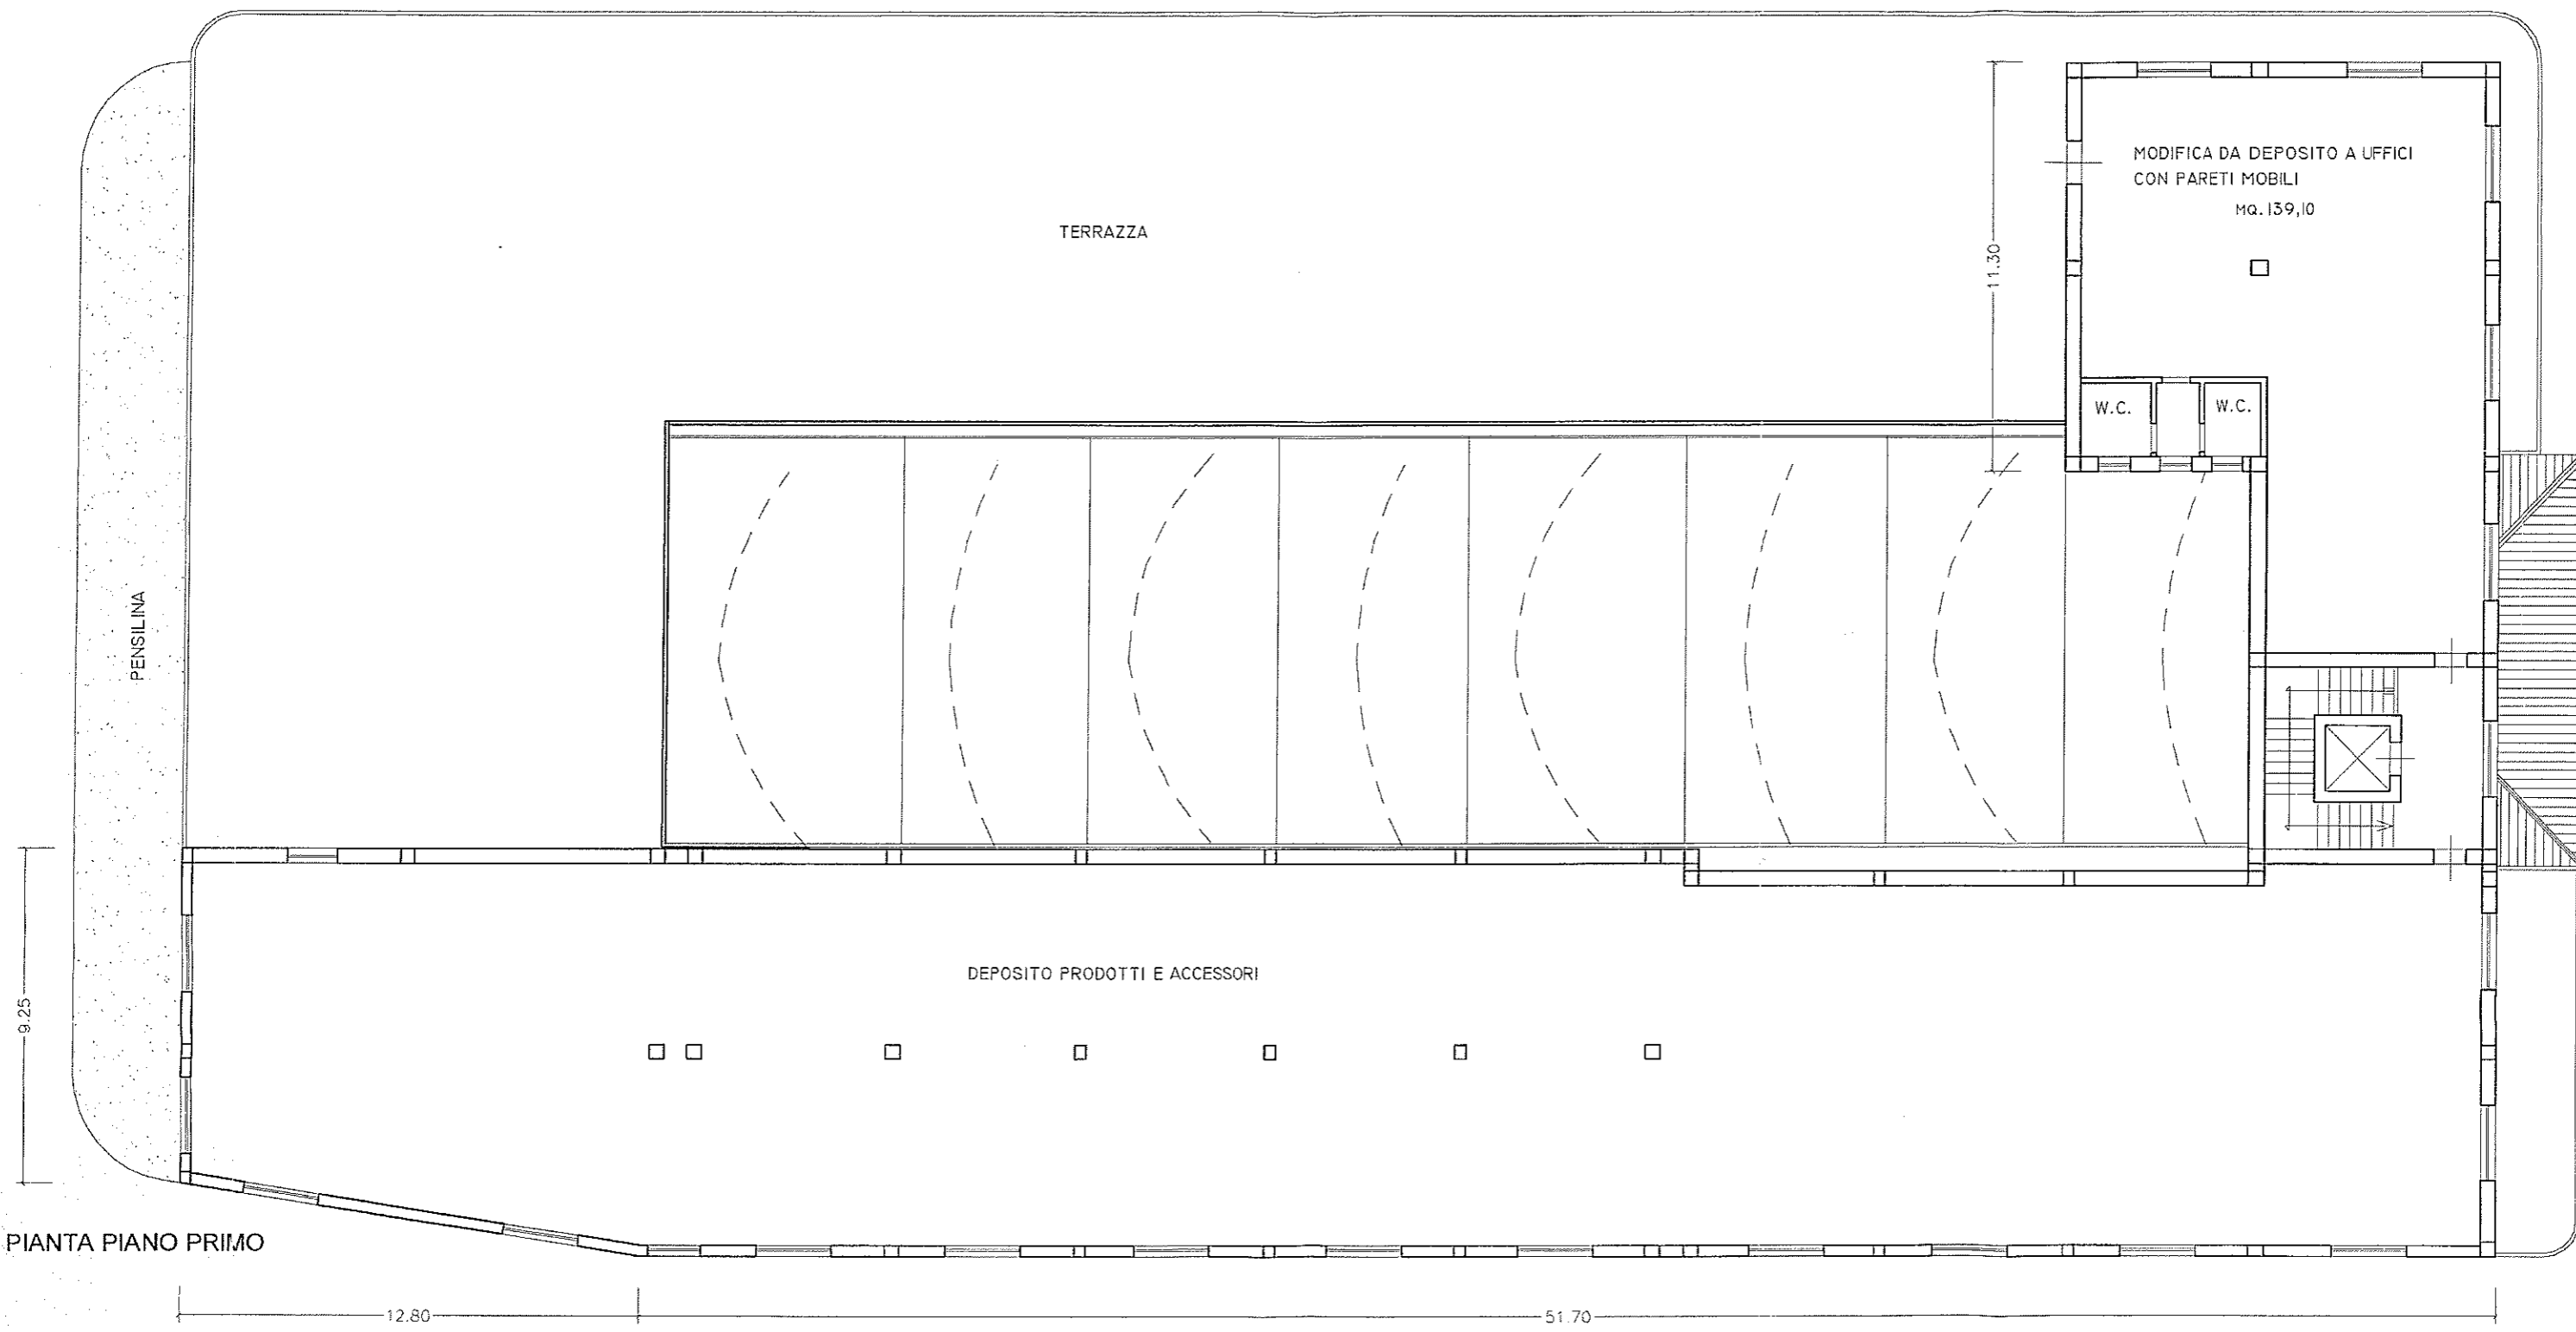 MODIFICA DA DEPOSITO A UFFICI
CON PARETI MOBILI
MQ.139,10
TERRAZZA
11.30
W.C.
W.C.
PENSILINA
DEPOSITO PRODOTTI E ACCESSORI
9.25
PIANTA PIANO PRIMO
12.80
51.70